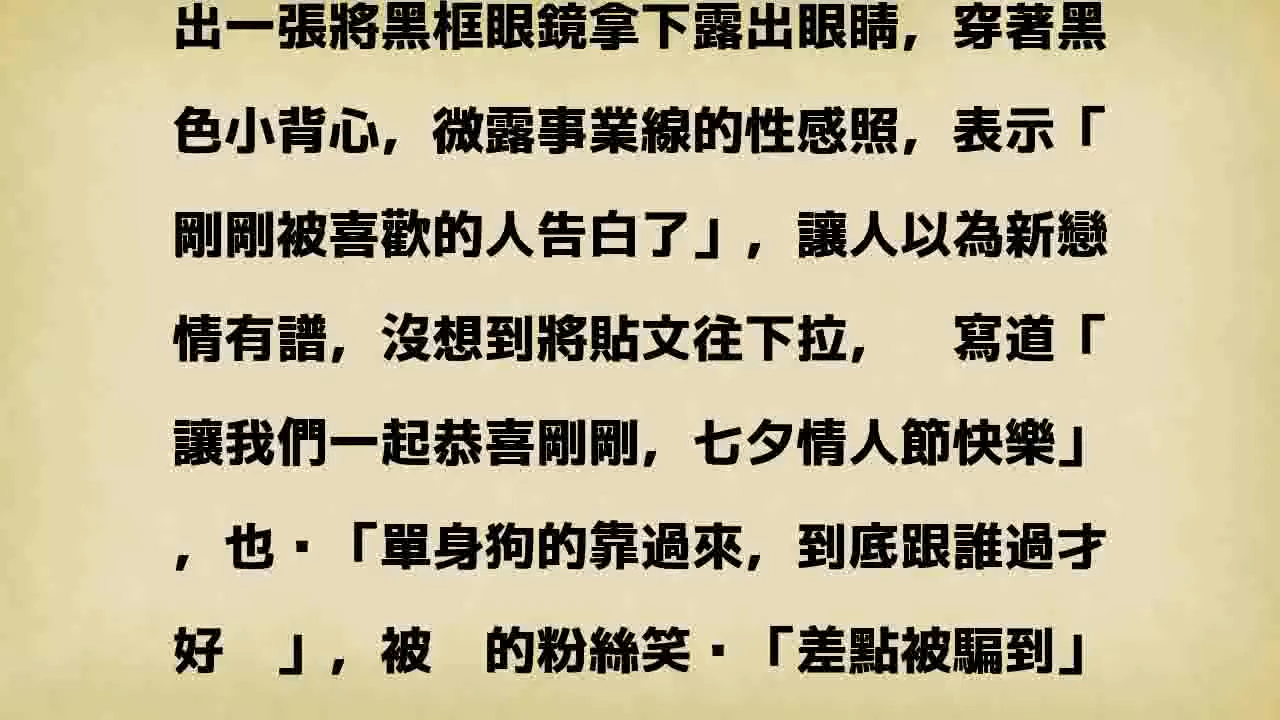 出一張將黑框眼鏡拿下露出眼睛，穿著黑
色小背心，微露事業線的性感照，表示「
剛剛被喜歡的人告白了」，讓人以為新戀
情有譜，沒想到將貼文往下拉，　寫道「
讓我們一起恭喜剛剛，七夕情人節快樂」
，也▪「單身狗的靠過來，到底跟誰過才
好　」，被　的粉絲笑▪「差點被騙到」